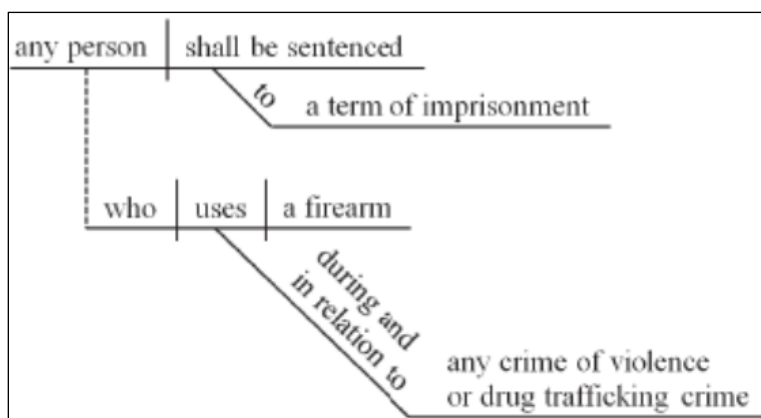 any person shall be sentenced
to a term of imprisonment
who uses a firearm
during and
in relation to
any crime of violence
or drug trafficking crime